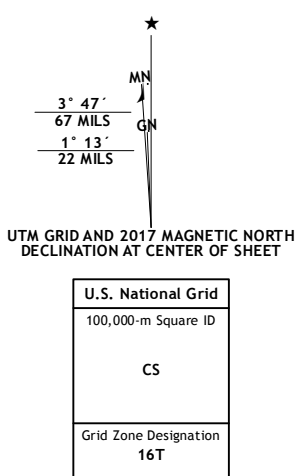 ★
MN
3° 47´
67 MILS
GN
1° 13´
22 MILS
UTM GRID AND 2017 MAGNETIC NORTH
DECLINATION AT CENTER OF SHEET
U.S. National Grid
100,000-m Square ID
CS
Grid Zone Designation
16T